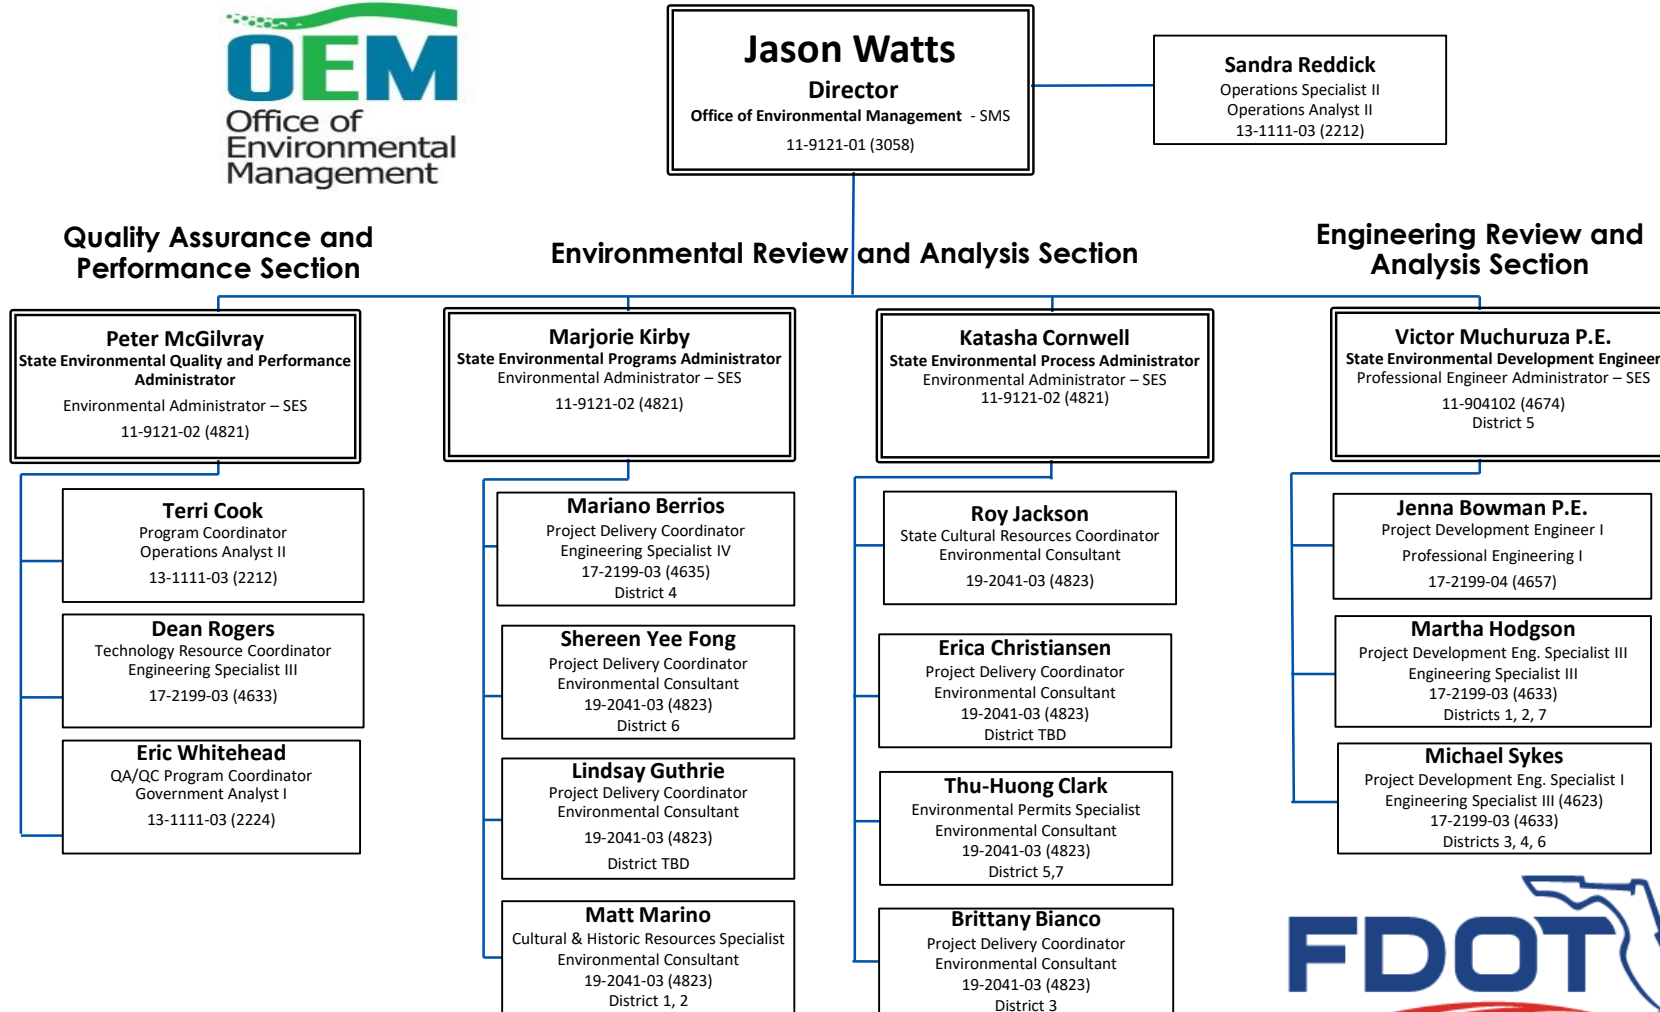 OEM
Office of
Environmental
Management
Jason Watts
Director
Office of Environmental Management - SMS
11-9121-01 (3058)
Sandra Reddick
Operations Specialist II
Operations Analyst II
13-1111-03 (2212)
Quality Assurance and
Performance Section
Environmental Review and Analysis Section
Engineering Review and
Analysis Section
Peter McGilvray
State Environmental Quality and Performance
Administrator
Environmental Administrator – SES
11-9121-02 (4821)
Marjorie Kirby
State Environmental Programs Administrator
Environmental Administrator – SES
11-9121-02 (4821)
Katasha Cornwell
State Environmental Process Administrator
Environmental Administrator – SES
11-9121-02 (4821)
Victor Muchuruza P.E.
State Environmental Development Engineer
Professional Engineer Administrator – SES
11-904102 (4674)
District 5
Terri Cook
Program Coordinator
Operations Analyst II
13-1111-03 (2212)
Dean Rogers
Technology Resource Coordinator
Engineering Specialist III
17-2199-03 (4633)
Eric Whitehead
QA/QC Program Coordinator
Government Analyst I
13-1111-03 (2224)
Mariano Berrios
Project Delivery Coordinator
Engineering Specialist IV
17-2199-03 (4635)
District 4
Shereen Yee Fong
Project Delivery Coordinator
Environmental Consultant
19-2041-03 (4823)
District 6
Lindsay Guthrie
Project Delivery Coordinator
Environmental Consultant
19-2041-03 (4823)
District TBD
Matt Marino
Cultural & Historic Resources Specialist
Environmental Consultant
19-2041-03 (4823)
District 1, 2
Roy Jackson
State Cultural Resources Coordinator
Environmental Consultant
19-2041-03 (4823)
Erica Christiansen
Project Delivery Coordinator
Environmental Consultant
19-2041-03 (4823)
District TBD
Thu-Huong Clark
Environmental Permits Specialist
Environmental Consultant
19-2041-03 (4823)
District 5,7
Brittany Bianco
Project Delivery Coordinator
Environmental Consultant
19-2041-03 (4823)
District 3
Jenna Bowman P.E.
Project Development Engineer I
Professional Engineering I
17-2199-04 (4657)
Martha Hodgson
Project Development Eng. Specialist III
Engineering Specialist III
17-2199-03 (4633)
Districts 1, 2, 7
Michael Sykes
Project Development Eng. Specialist I
Engineering Specialist III (4623)
17-2199-03 (4633)
Districts 3, 4, 6
FDOT